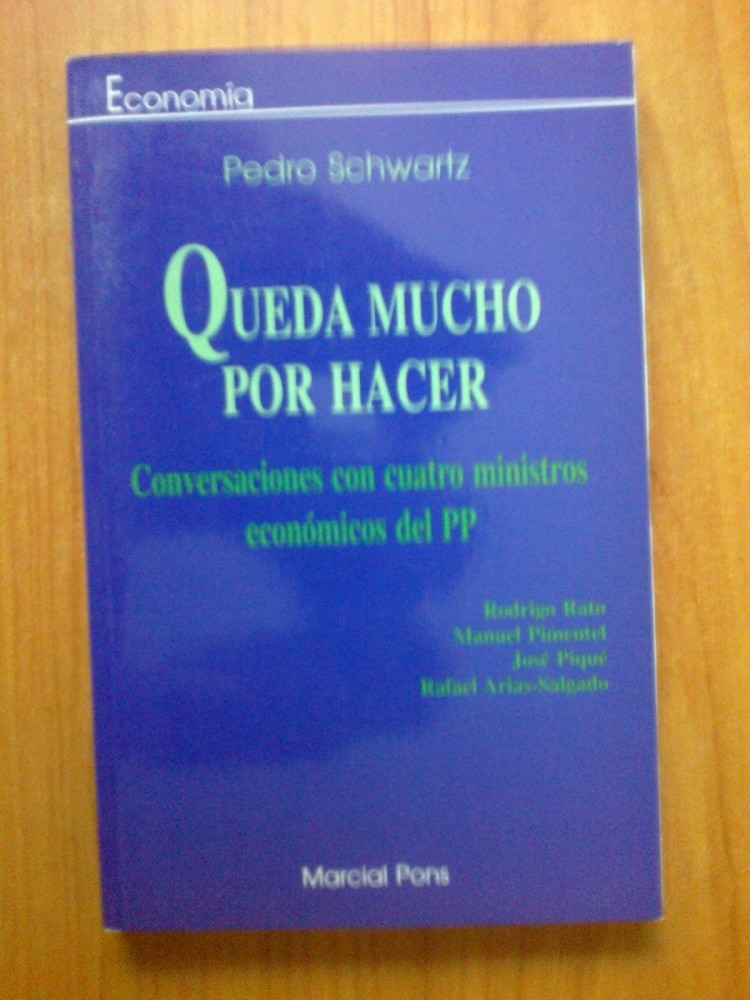 Economía
Pedro Schwartz
QUEDA MUCHO
POR HACER
Conversaciones con cuatro ministros
económicos del PP
Rodrigo Rato
Manuel Pimentel
José Piqué
Rafael Arias-Salgado
Marcial Pons